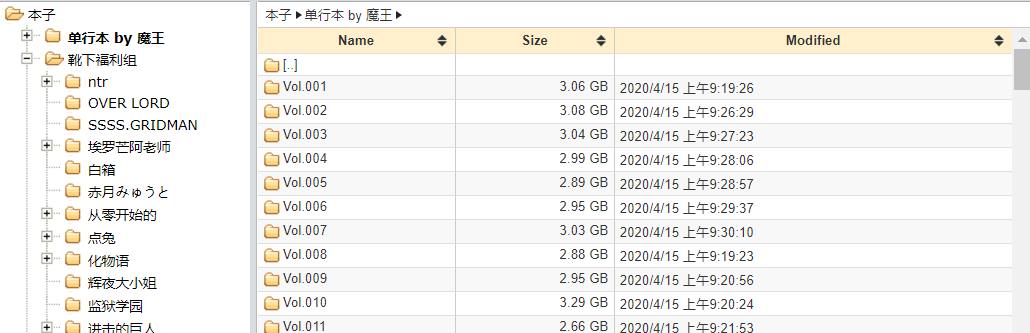 本子
单行本 by 魔王
靴下福利组
ntr
OVER LORD
SSSS.GRIDMAN
埃罗芒阿老师
白箱
赤月みゅうと
从零开始的
点兔
化物语
辉夜大小姐
监狱学园
进击的巨人
本子 单行本 by 魔王
Name Size Modified
[..]
Vol.001 3.06 GB 2020/4/15 上午9:19:26
Vol.002 3.08 GB 2020/4/15 上午9:26:29
Vol.003 3.04 GB 2020/4/15 上午9:27:23
Vol.004 2.99 GB 2020/4/15 上午9:28:06
Vol.005 2.89 GB 2020/4/15 上午9:28:57
Vol.006 2.95 GB 2020/4/15 上午9:29:37
Vol.007 3.03 GB 2020/4/15 上午9:30:10
Vol.008 2.88 GB 2020/4/15 上午9:19:23
Vol.009 2.95 GB 2020/4/15 上午9:20:56
Vol.010 3.29 GB 2020/4/15 上午9:20:24
Vol.011 2.66 GB 2020/4/15 上午9:21:53